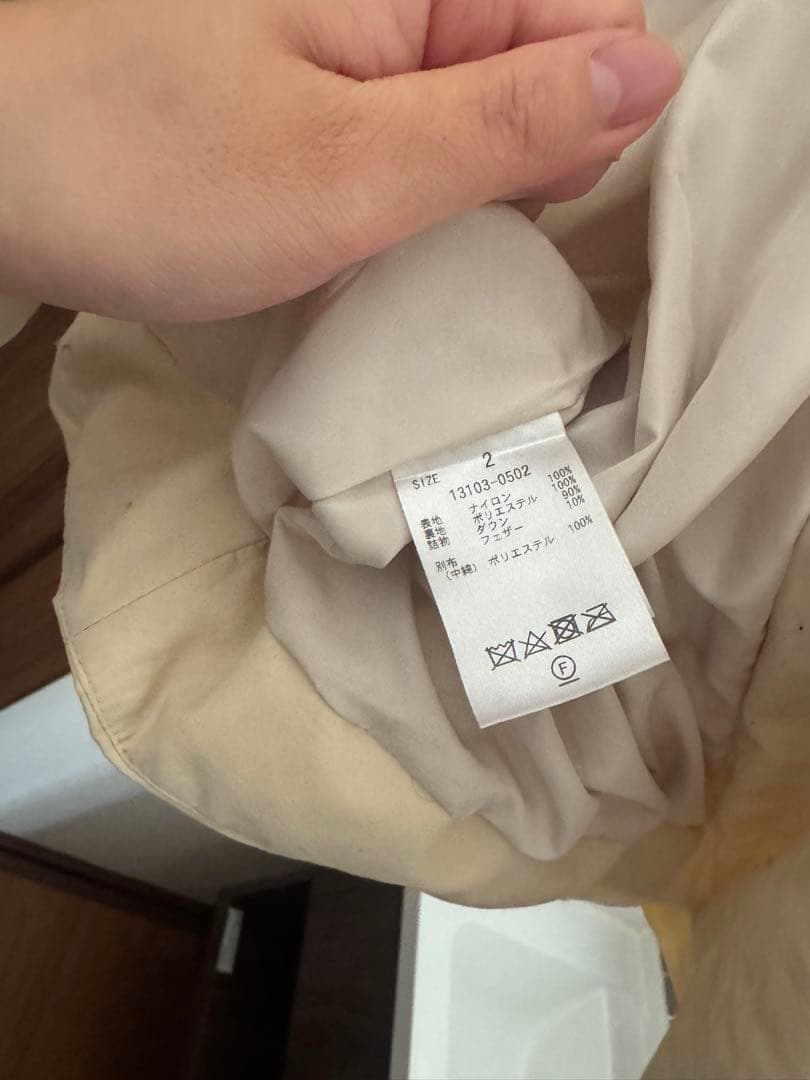 SIZE 2
13103-0502
表地 ナイロン 100%
裏地 ポリエステル 100%
詰物 ダウン 90%
フェザー 10%
別布
(中綿) ポリエステル 100%
F